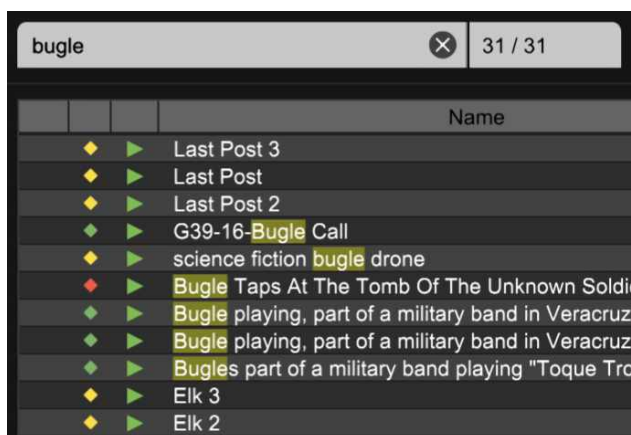 bugle
31 / 31
Name
Last Post 3
Last Post
Last Post 2
G39-16-Bugle Call
science fiction bugle drone
Bugle Taps At The Tomb Of The Unknown Soldi
Bugle playing, part of a military band in Veracruz
Bugle playing, part of a military band in Veracruz
Bugles part of a military band playing "Toque Tro
Elk 3
Elk 2